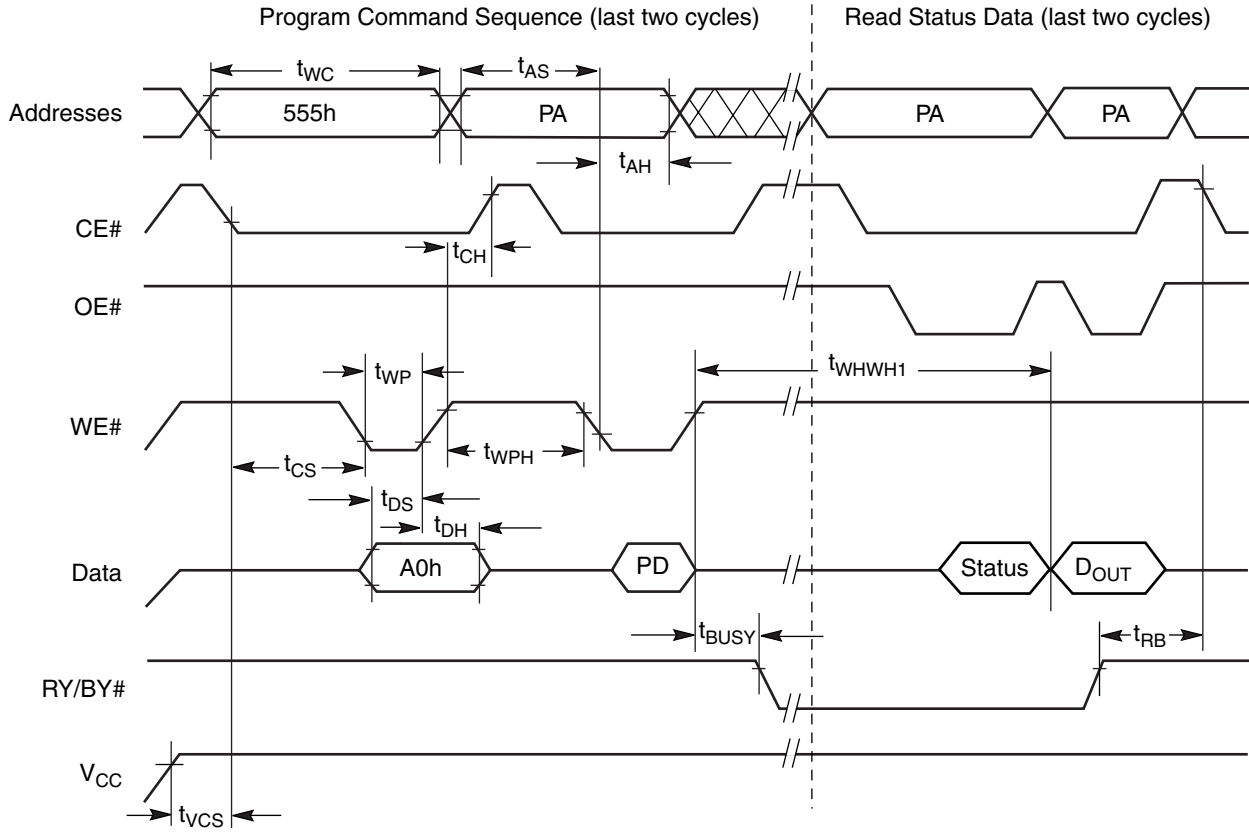 Program Command Sequence (last two cycles)
Read Status Data (last two cycles)
tWC
tAS
Addresses
555h
PA
PA
PA
tAH
CE#
tCH
OE#
tWP
tWHWH1
WE#
tCS
tWPH
tDS
tDH
Data
A0h
PD
Status
DOUT
tBUSY
tRB
RY/BY#
VCC
tVCS